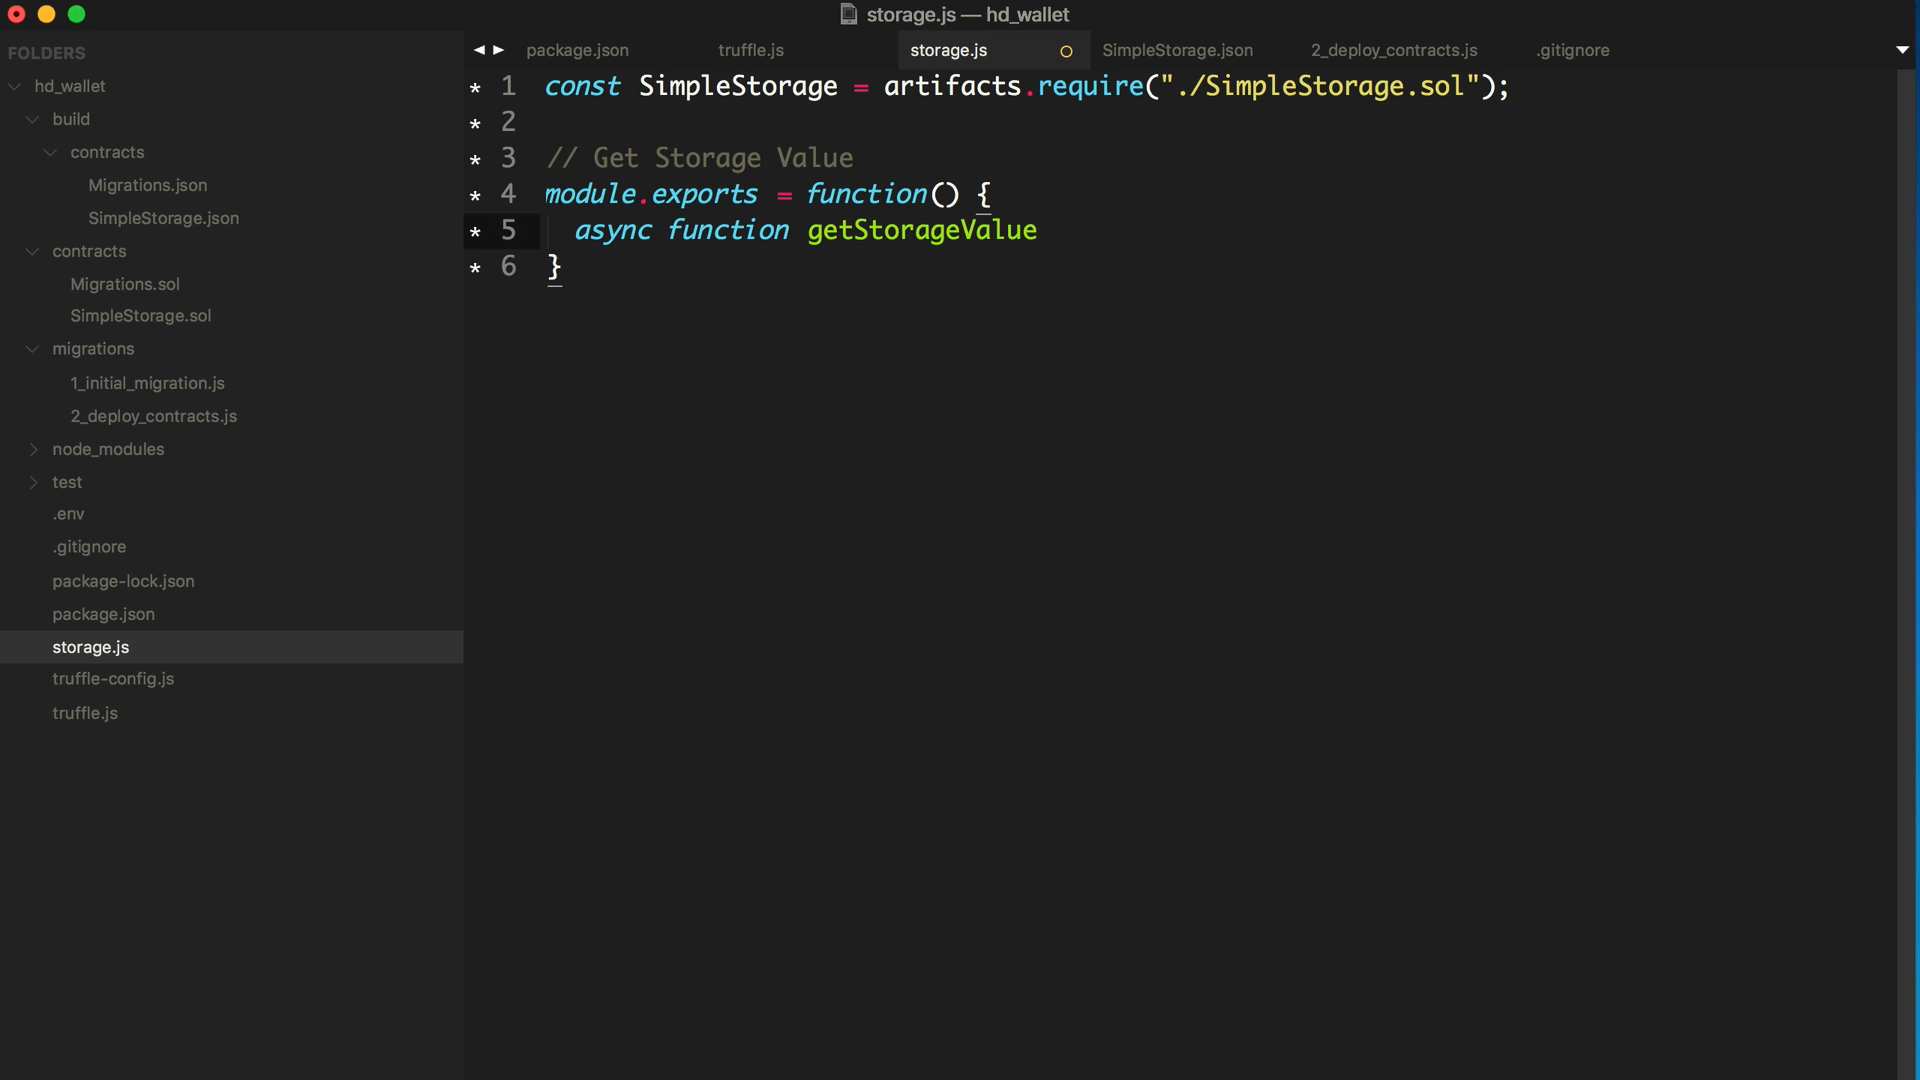 storage.js — hd_wallet
FOLDERS
hd_wallet
build
contracts
Migrations.json
SimpleStorage.json
contracts
Migrations.sol
SimpleStorage.sol
migrations
1_initial_migration.js
2_deploy_contracts.js
node_modules
test
.env
.gitignore
package-lock.json
package.json
storage.js
truffle-config.js
truffle.js
package.json truffle.js storage.js SimpleStorage.json 2_deploy_contracts.js .gitignore
* 1 const SimpleStorage = artifacts.require("./SimpleStorage.sol");
* 2
* 3 // Get Storage Value
* 4 module.exports = function() {
* 5 async function getStorageValue
* 6 }